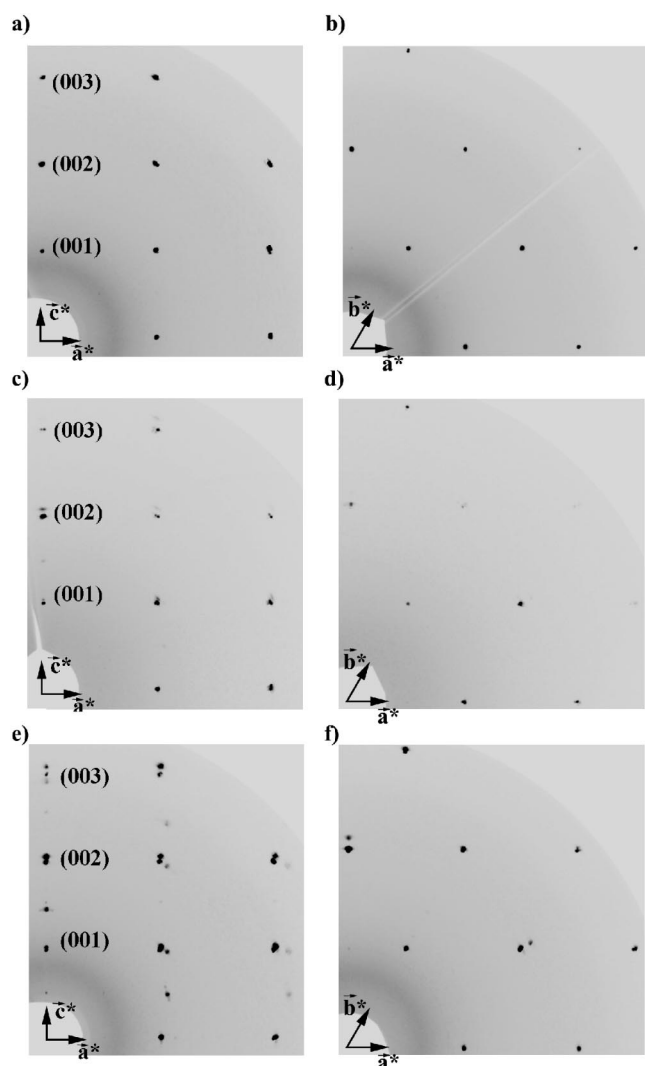 a)
b)
(003)
(002)
(001)
c*
a*
b*
a*
c)
d)
(003)
(002)
(001)
c*
a*
b*
a*
e)
f)
(003)
(002)
(001)
c*
a*
b*
a*